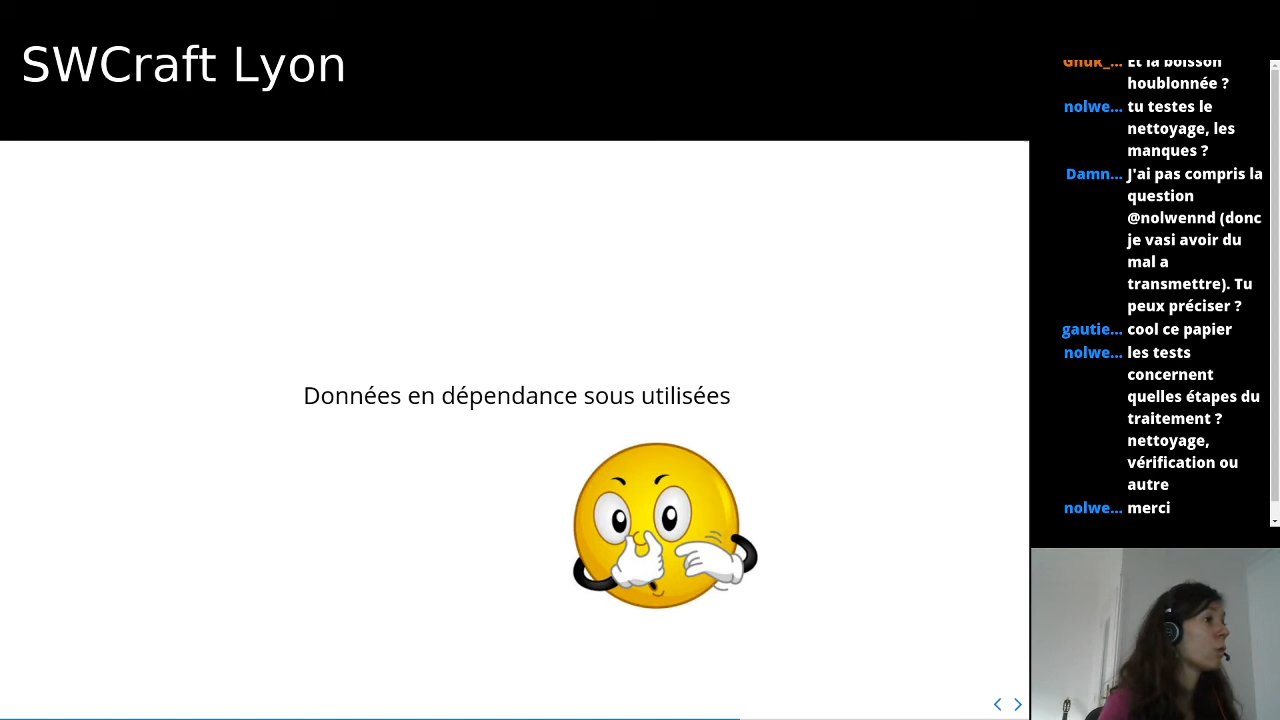 SWCraft Lyon
Données en dépendance sous utilisées
Gnuk_... Et la boisson
houblonnée ?
nolwe... tu testes le
nettoyage, les
manques ?
Damn... J'ai pas compris la
question
@nolwennd (donc
je vasi avoir du
mal a
transmettre). Tu
peux préciser ?
gautie... cool ce papier
nolwe... les tests
concernent
quelles étapes du
traitement ?
nettoyage,
vérification ou
autre
nolwe... merci